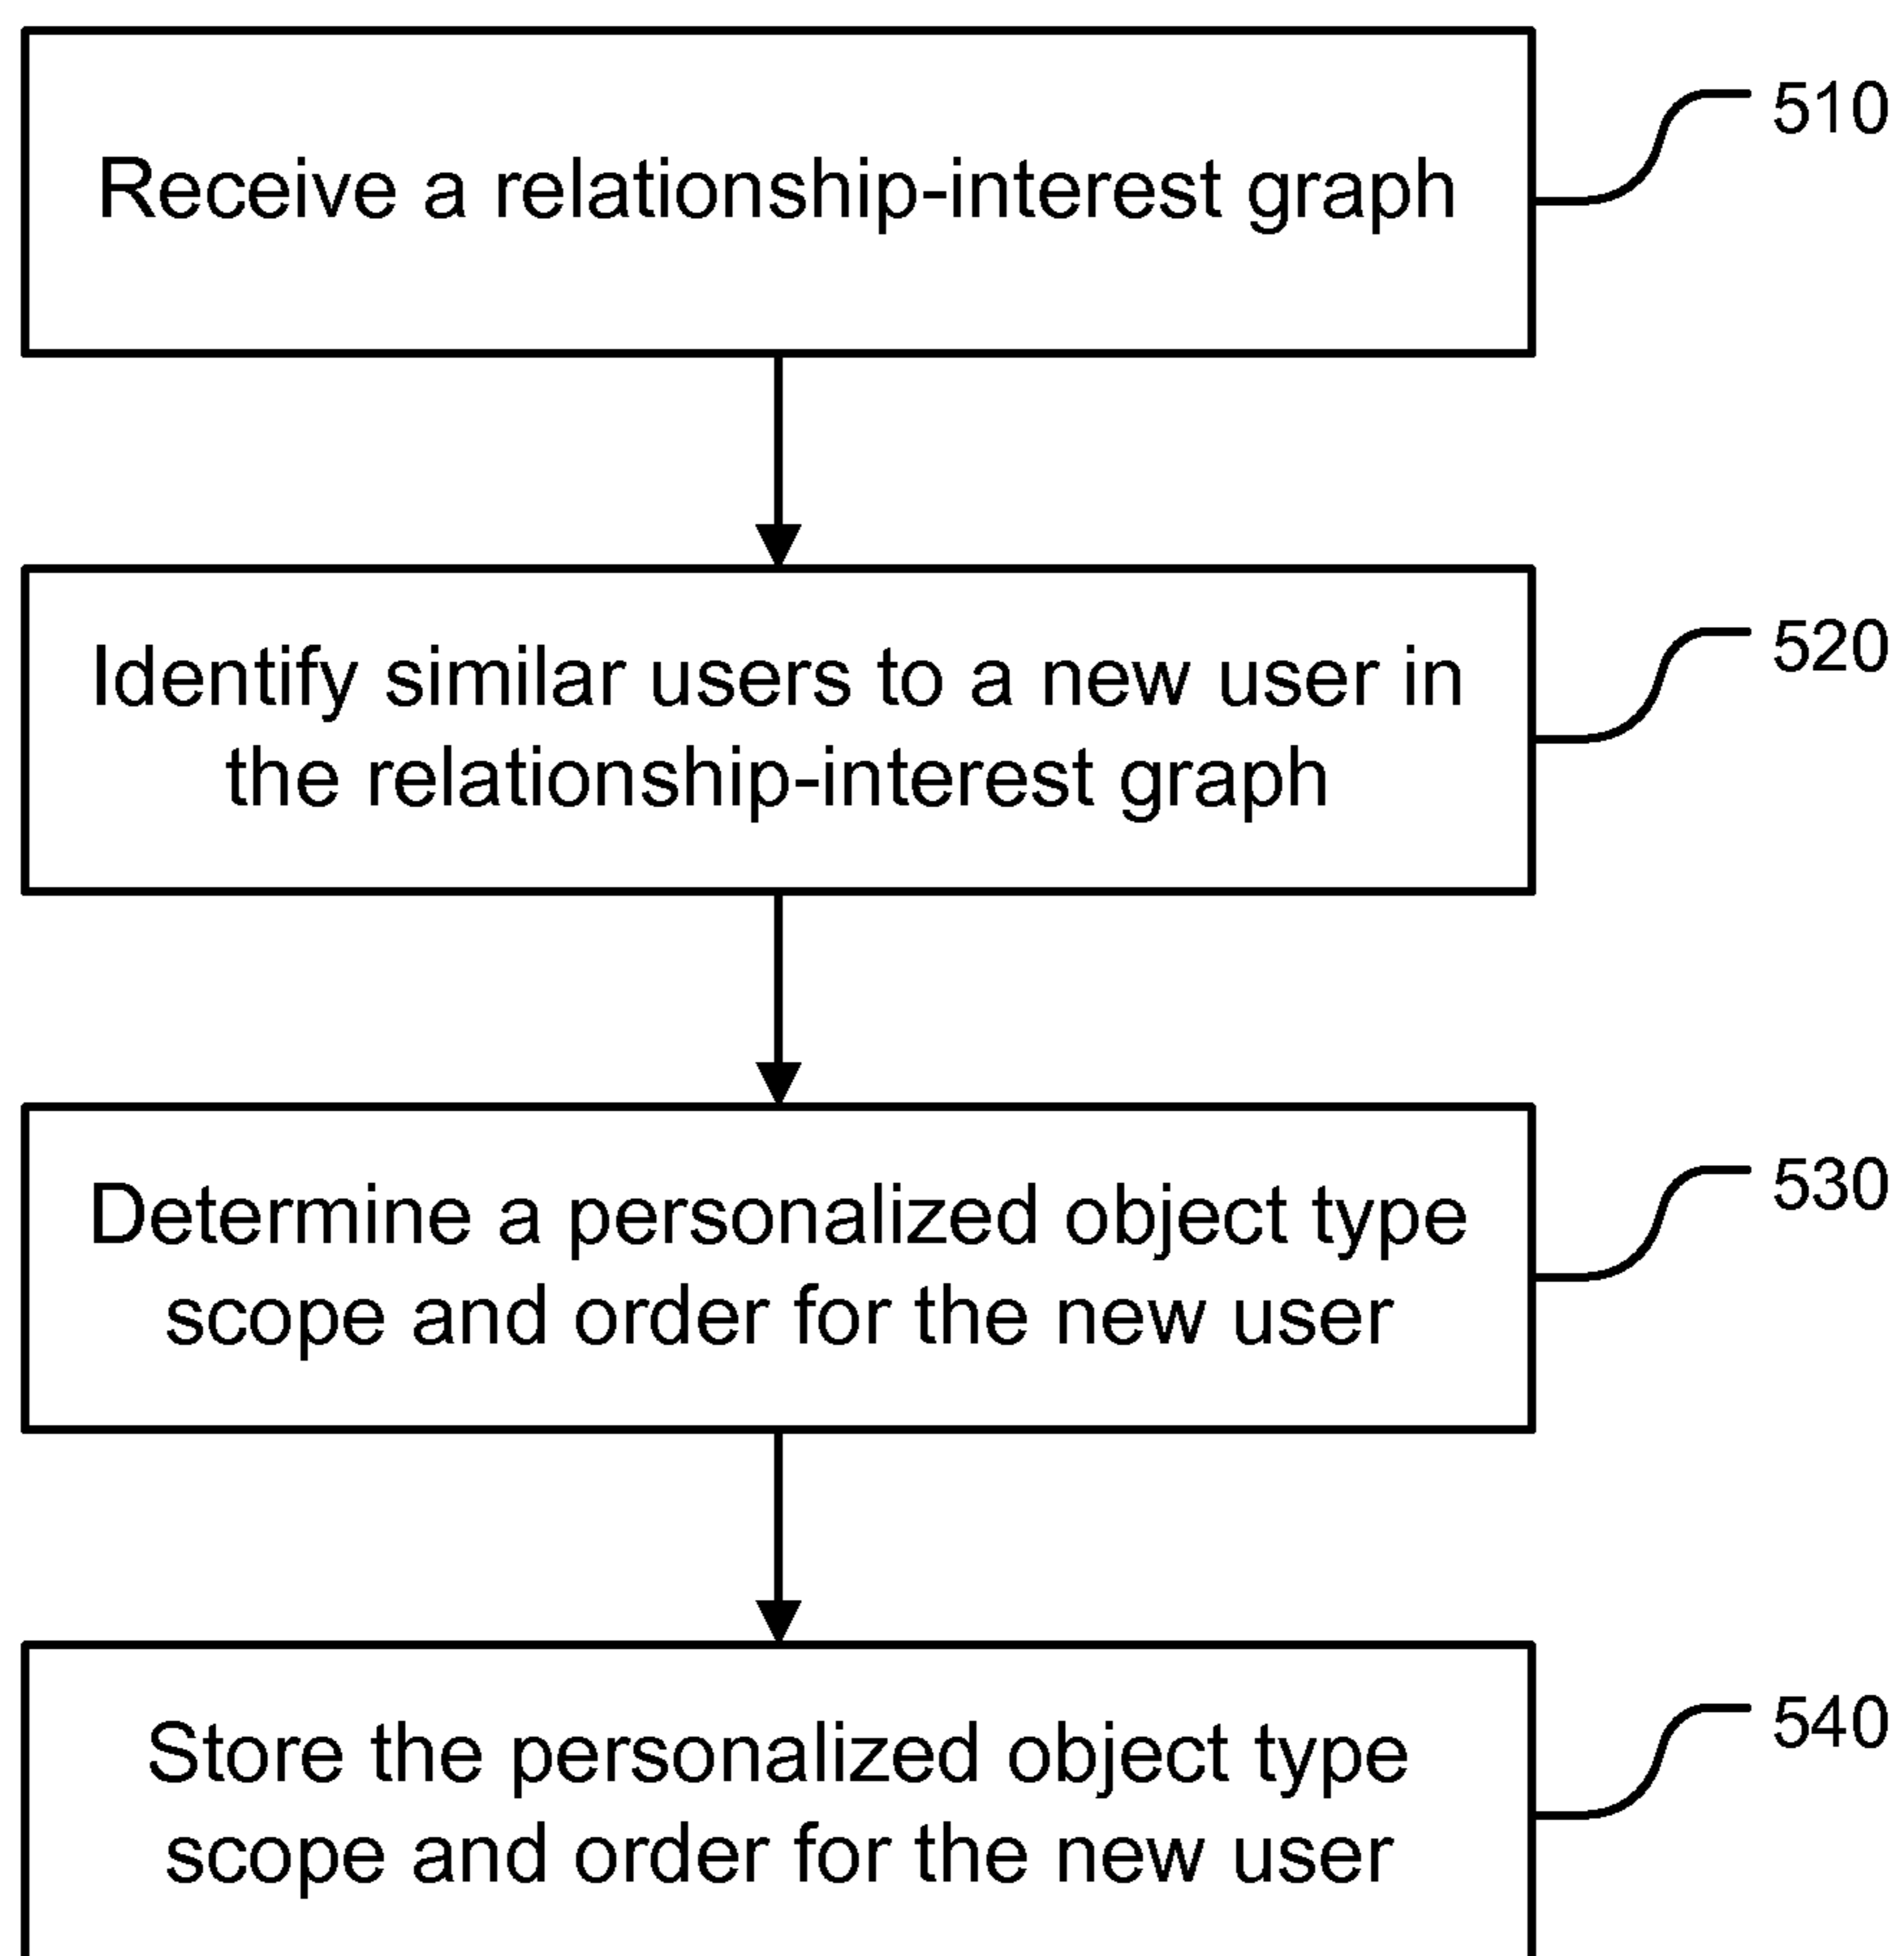 Receive a relationship-interest graph
510
Identify similar users to a new user in
the relationship-interest graph
520
Determine a personalized object type
scope and order for the new user
530
Store the personalized object type
scope and order for the new user
540